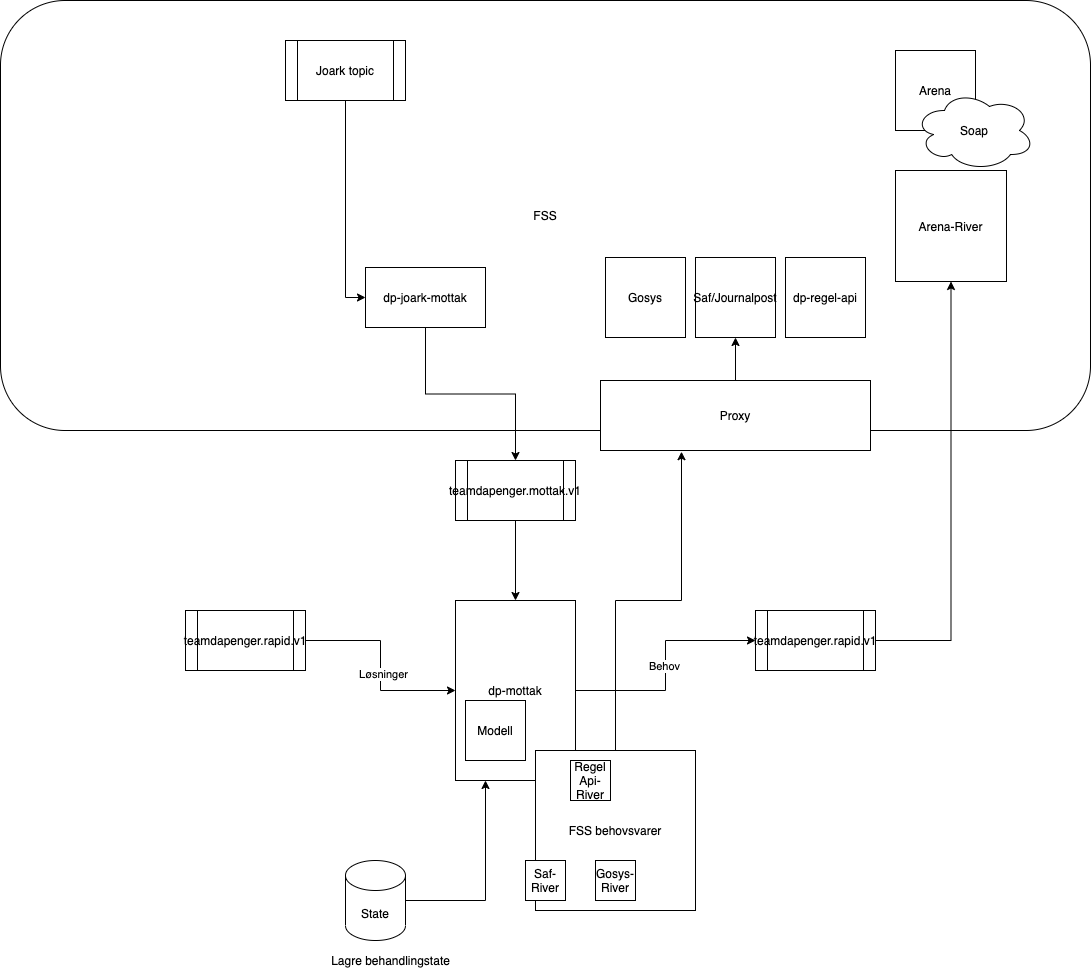 Joark topic
Arena
Soap
FSS
Arena-River
dp-joark-mottak
Gosys
Saf/Journalpost
dp-regel-api
Proxy
teamdapenger.mottak.v1
teamdapenger.rapid.v1
teamdapenger.rapid.v1
Løsninger
Behov
dp-mottak
Modell
Regel
Api-
River
FSS behovsvarer
Saf-
River
Gosys-
River
State
Lagre behandlingstate